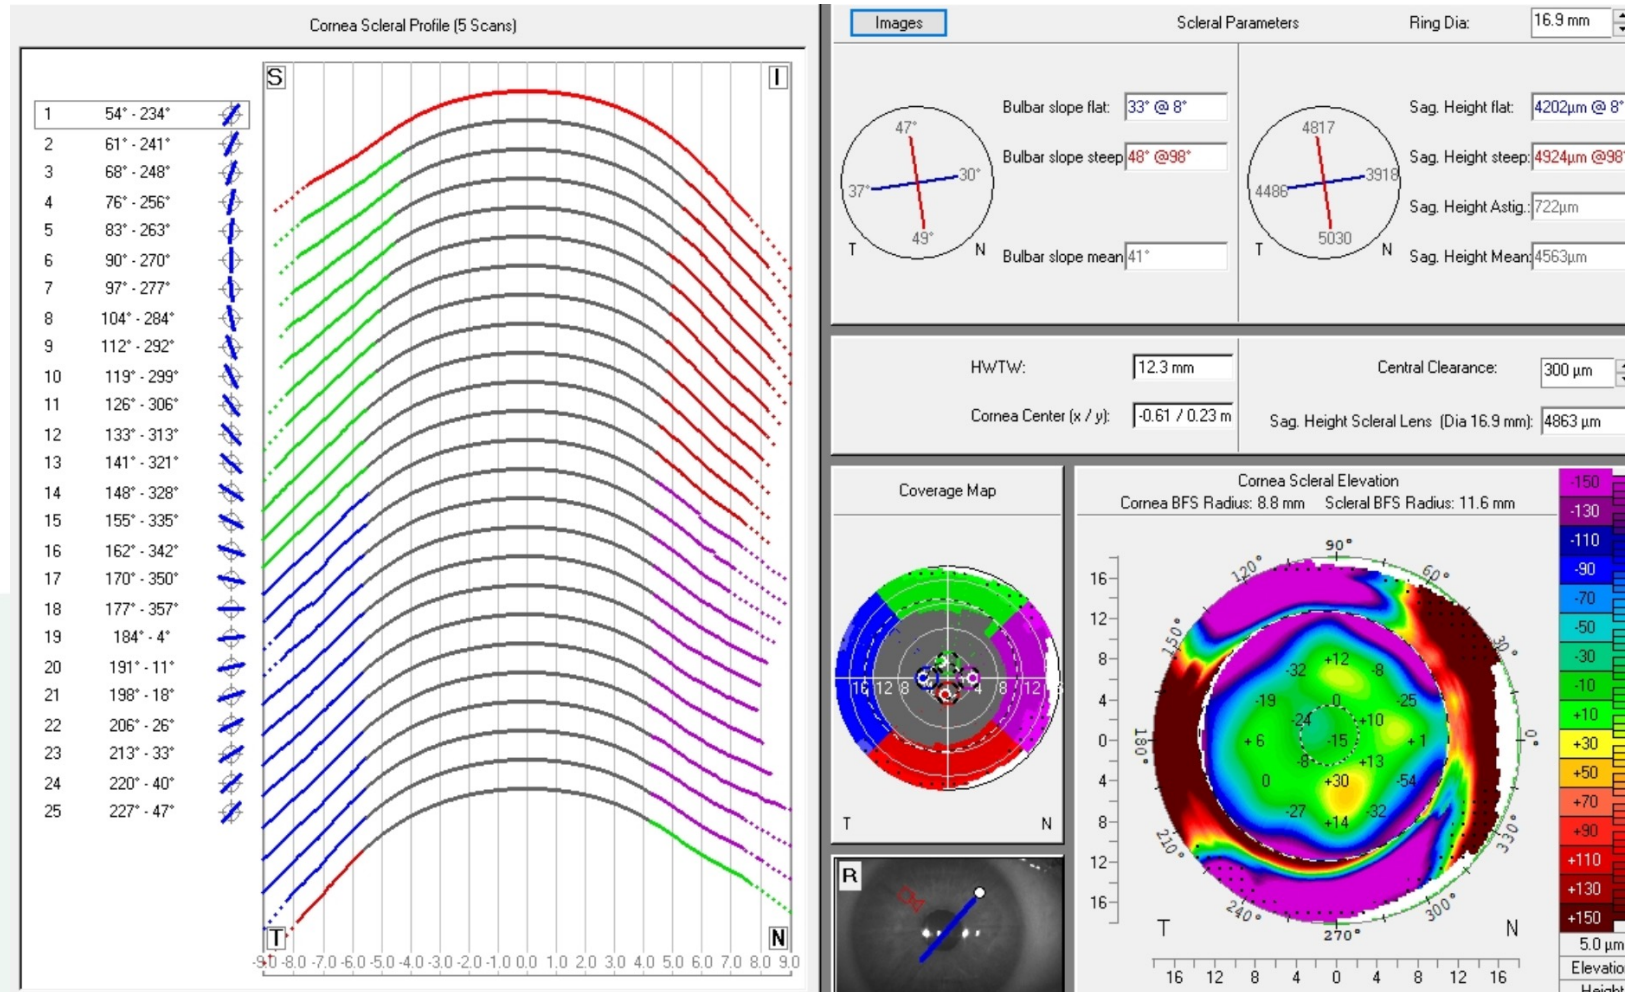 Cornea Scleral Profile (5 Scans)
S I
1 54° - 234°
2 61° - 241°
3 68° - 248°
4 76° - 256°
5 83° - 263°
6 90° - 270°
7 97° - 277°
8 104° - 284°
9 112° - 292°
10 119° - 299°
11 126° - 306°
12 133° - 313°
13 141° - 321°
14 148° - 328°
15 155° - 335°
16 162° - 342°
17 170° - 350°
18 177° - 357°
19 184° - 4°
20 191° - 11°
21 198° - 18°
22 206° - 26°
23 213° - 33°
24 220° - 40°
25 227° - 47°
T N
-9.0 -8.0 -7.0 -6.0 -5.0 -4.0 -3.0 -2.0 -1.0 0.0 1.0 2.0 3.0 4.0 5.0 6.0 7.0 8.0 9.0
Images Scleral Parameters Ring Dia: 16.9 mm
47°
30°
37°
49°
T N
Bulbar slope flat: 33° @ 8°
Bulbar slope steep 48° @98°
Bulbar slope mean 41°
4817
3918
4486
5030
T N
Sag. Height flat: 4202µm @ 8°
Sag. Height steep: 4924µm @98°
Sag. Height Astig.: 722µm
Sag. Height Mean: 4563µm
HWTW: 12.3 mm
Cornea Center (x / y): -0.61 / 0.23 m
Central Clearance: 300 µm
Sag. Height Scleral Lens (Dia 16.9 mm): 4863 µm
Coverage Map
16 12 8 4 8 12
T N
R
Cornea Scleral Elevation
Cornea BFS Radius: 8.8 mm Scleral BFS Radius: 11.6 mm
90°
120° 60°
150° 30°
180° 0°
210° 330°
240° 300°
270°
16
12
8
4
0
4
8
12
16
-32 +12 -8
-19 0 -25
-24 +10
+6 -15 +1
-8 +13
0 +30 -54
-27 -32
+14
T N
16 12 8 4 0 4 8 12 16
-150
-130
-110
-90
-70
-50
-30
-10
+10
+30
+50
+70
+90
+110
+130
+150
5.0 µm